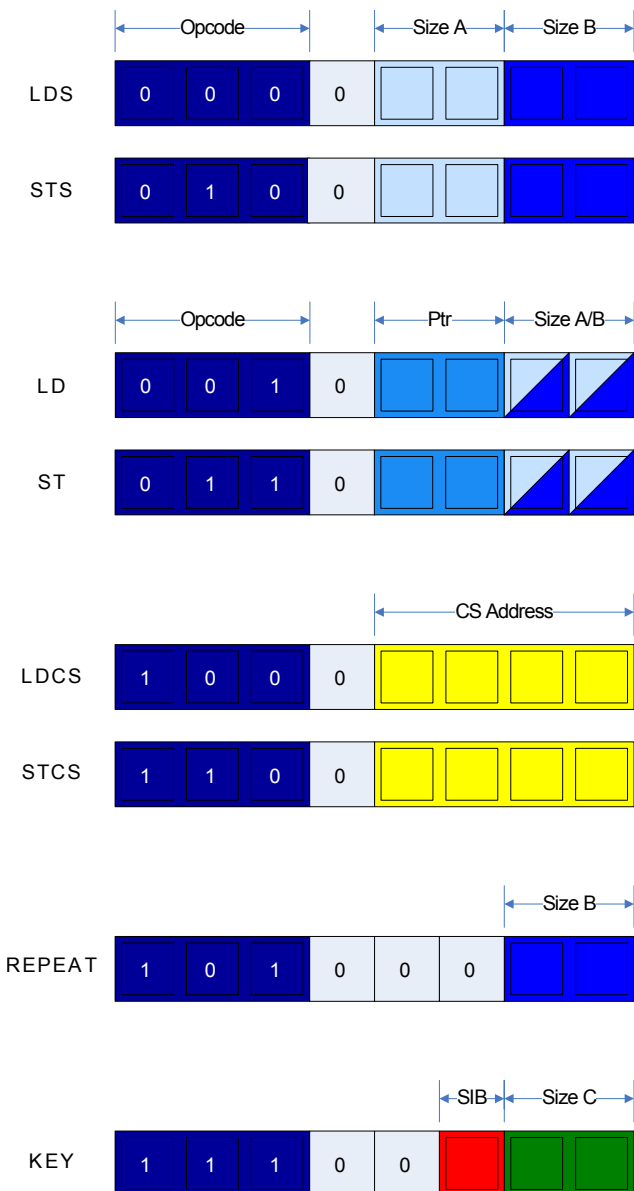 Opcode Size A Size B
LDS 0 0 0 0
STS 0 1 0 0
Opcode Ptr Size A/B
LD 0 0 1 0
ST 0 1 1 0
CS Address
LDCS 1 0 0 0
STCS 1 1 0 0
Size B
REPEAT 1 0 1 0 0 0
SIB Size C
KEY 1 1 1 0 0